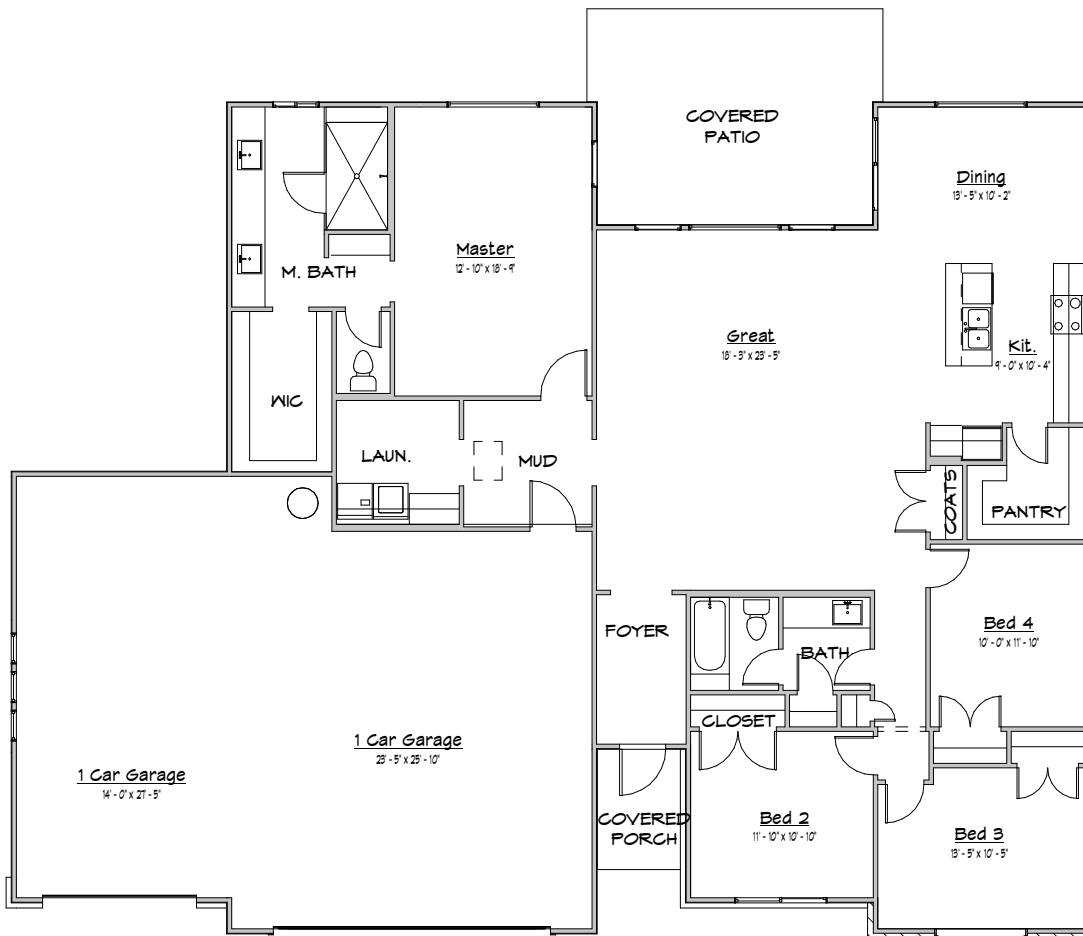 COVERED
PATIO
Dining
13' - 5" x 10' - 2"
Master
12' - 10" x 18' - 9"
M. BATH
Great
18' - 3" x 23' - 5"
Kit.
9' - 0" x 10' - 4"
WIC
LAUN.
MUD
COATS
PANTRY
FOYER
BATH
Bed 4
10' - 0" x 11' - 10"
CLOSET
1 Car Garage
23' - 5" x 25' - 10"
1 Car Garage
14' - 0" x 27' - 5"
COVERED
PORCH
Bed 2
11' - 10" x 10' - 10"
Bed 3
13' - 5" x 10' - 5"